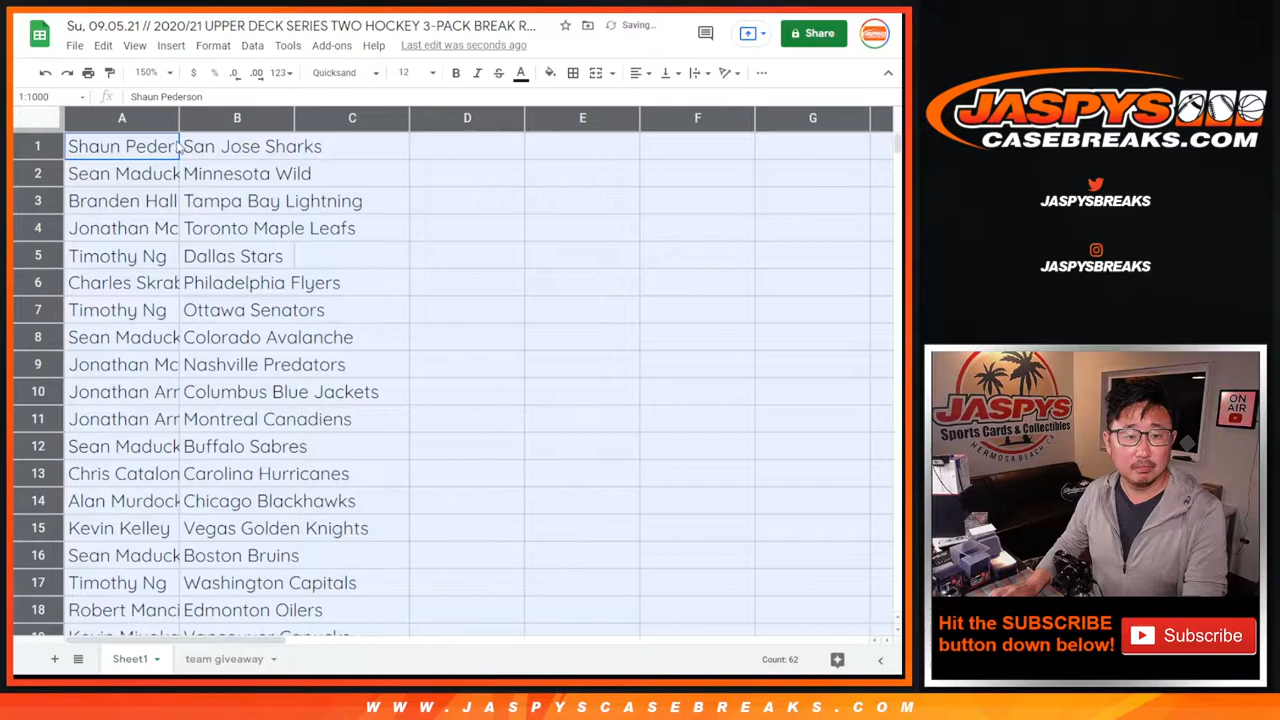 Su, 09.05.21 // 2020/21 UPPER DECK SERIES TWO HOCKEY 3-PACK BREAK R...
Saving...
File Edit View Insert Format Data Tools Add-ons Help Last edit was seconds ago
Share
150% $ % .0 .00 123 Quicksand 12 B I S A
1:1000 fx Shaun Pederson
A B C D E F G
1 Shaun Peder San Jose Sharks
2 Sean Maduck Minnesota Wild
3 Branden Hall Tampa Bay Lightning
4 Jonathan Mc Toronto Maple Leafs
5 Timothy Ng Dallas Stars
6 Charles Skrab Philadelphia Flyers
7 Timothy Ng Ottawa Senators
8 Sean Maduck Colorado Avalanche
9 Jonathan Mc Nashville Predators
10 Jonathan Arr Columbus Blue Jackets
11 Jonathan Arr Montreal Canadiens
12 Sean Maduck Buffalo Sabres
13 Chris Catalon Carolina Hurricanes
14 Alan Murdock Chicago Blackhawks
15 Kevin Kelley Vegas Golden Knights
16 Sean Maduck Boston Bruins
17 Timothy Ng Washington Capitals
18 Robert Manci Edmonton Oilers
Sheet1 team giveaway Count: 62
JASPYS
CASEBREAKS.COM
JASPYSBREAKS
JASPYSBREAKS
JASPYS
Sports Cards & Collectibles
HERMOSA BEACH, CA
ON
AIR
Hit the SUBSCRIBE
button down below!
Subscribe
WWW.JASPYSCASEBREAKS.COM